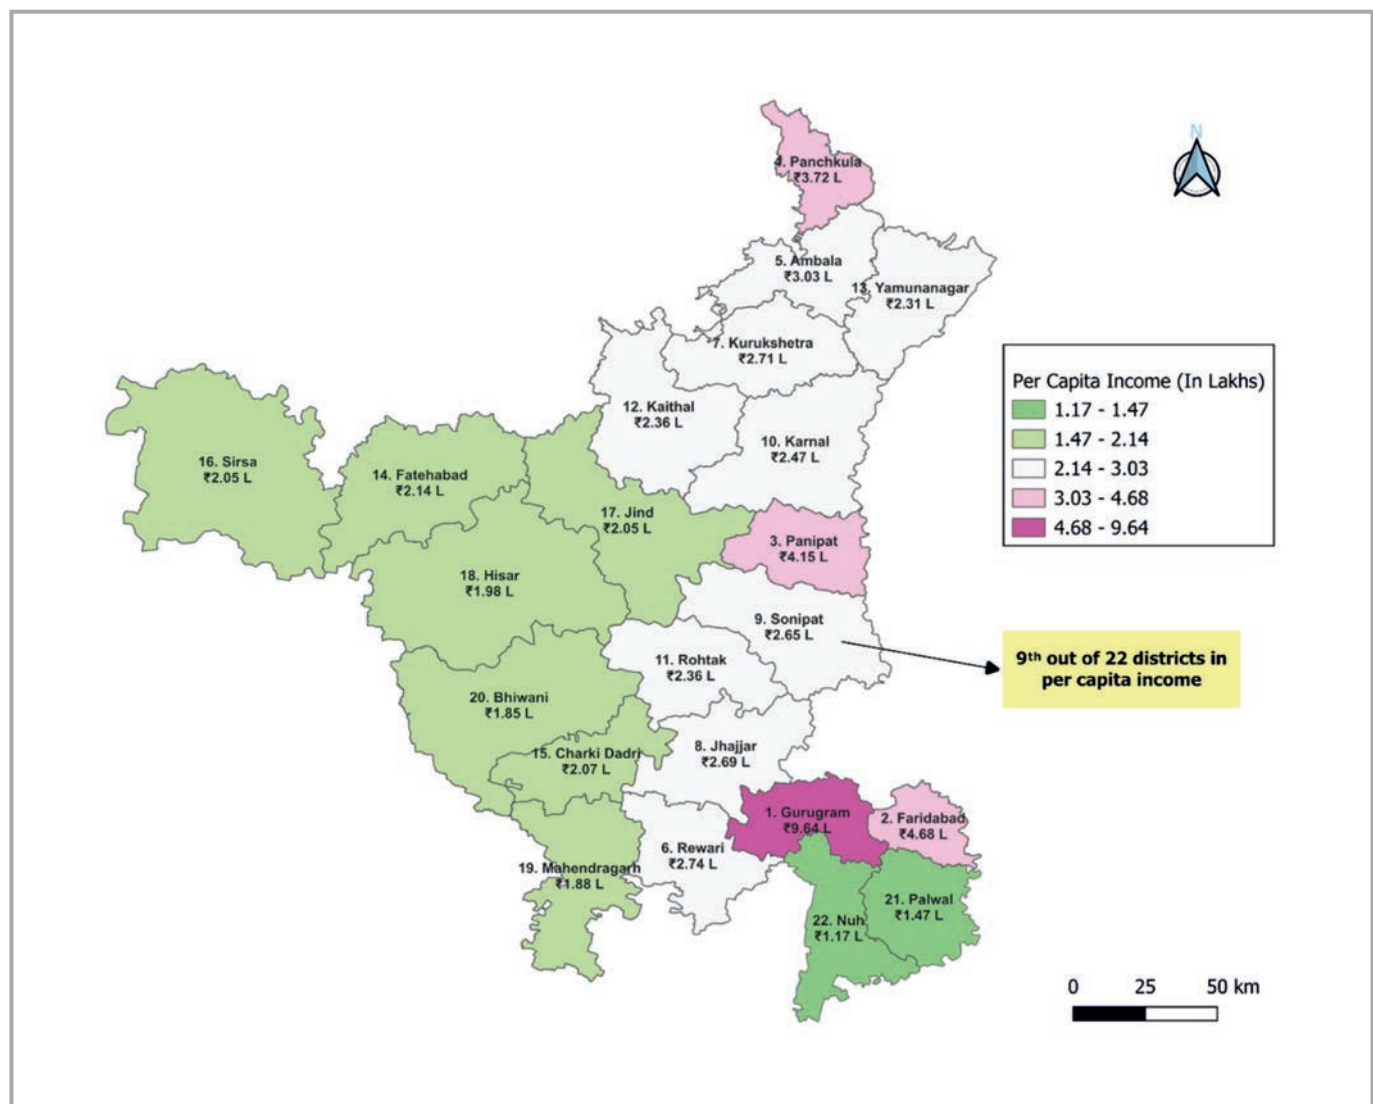 N
4. Panchkula
₹3.72 L
5. Ambala
₹3.03 L
13. Yamunanagar
₹2.31 L
7. Kurukshetra
₹2.71 L
12. Kaithal
₹2.36 L
10. Karnal
₹2.47 L
16. Sirsa
₹2.05 L
14. Fatehabad
₹2.14 L
17. Jind
₹2.05 L
3. Panipat
₹4.15 L
18. Hisar
₹1.98 L
9. Sonipat
₹2.65 L
11. Rohtak
₹2.36 L
20. Bhiwani
₹1.85 L
15. Charki Dadri
₹2.07 L
8. Jhajjar
₹2.69 L
1. Gurugram
₹9.64 L
2. Faridabad
₹4.68 L
6. Rewari
₹2.74 L
19. Mahendragarh
₹1.88 L
21. Palwal
₹1.47 L
22. Nuh
₹1.17 L
Per Capita Income (In Lakhs)
1.17 - 1.47
1.47 - 2.14
2.14 - 3.03
3.03 - 4.68
4.68 - 9.64
9th out of 22 districts in
per capita income
0 25 50 km